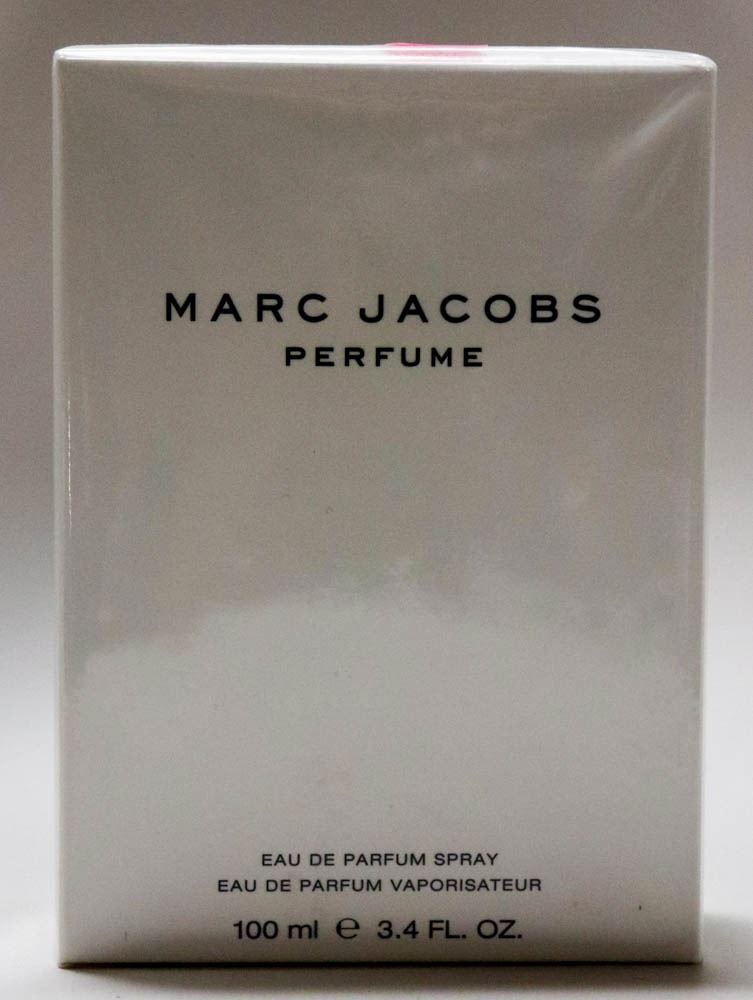 MARC JACOBS
PERFUME
EAU DE PARFUM SPRAY
EAU DE PARFUM VAPORISATEUR
100 ml ℮ 3.4 FL. OZ.